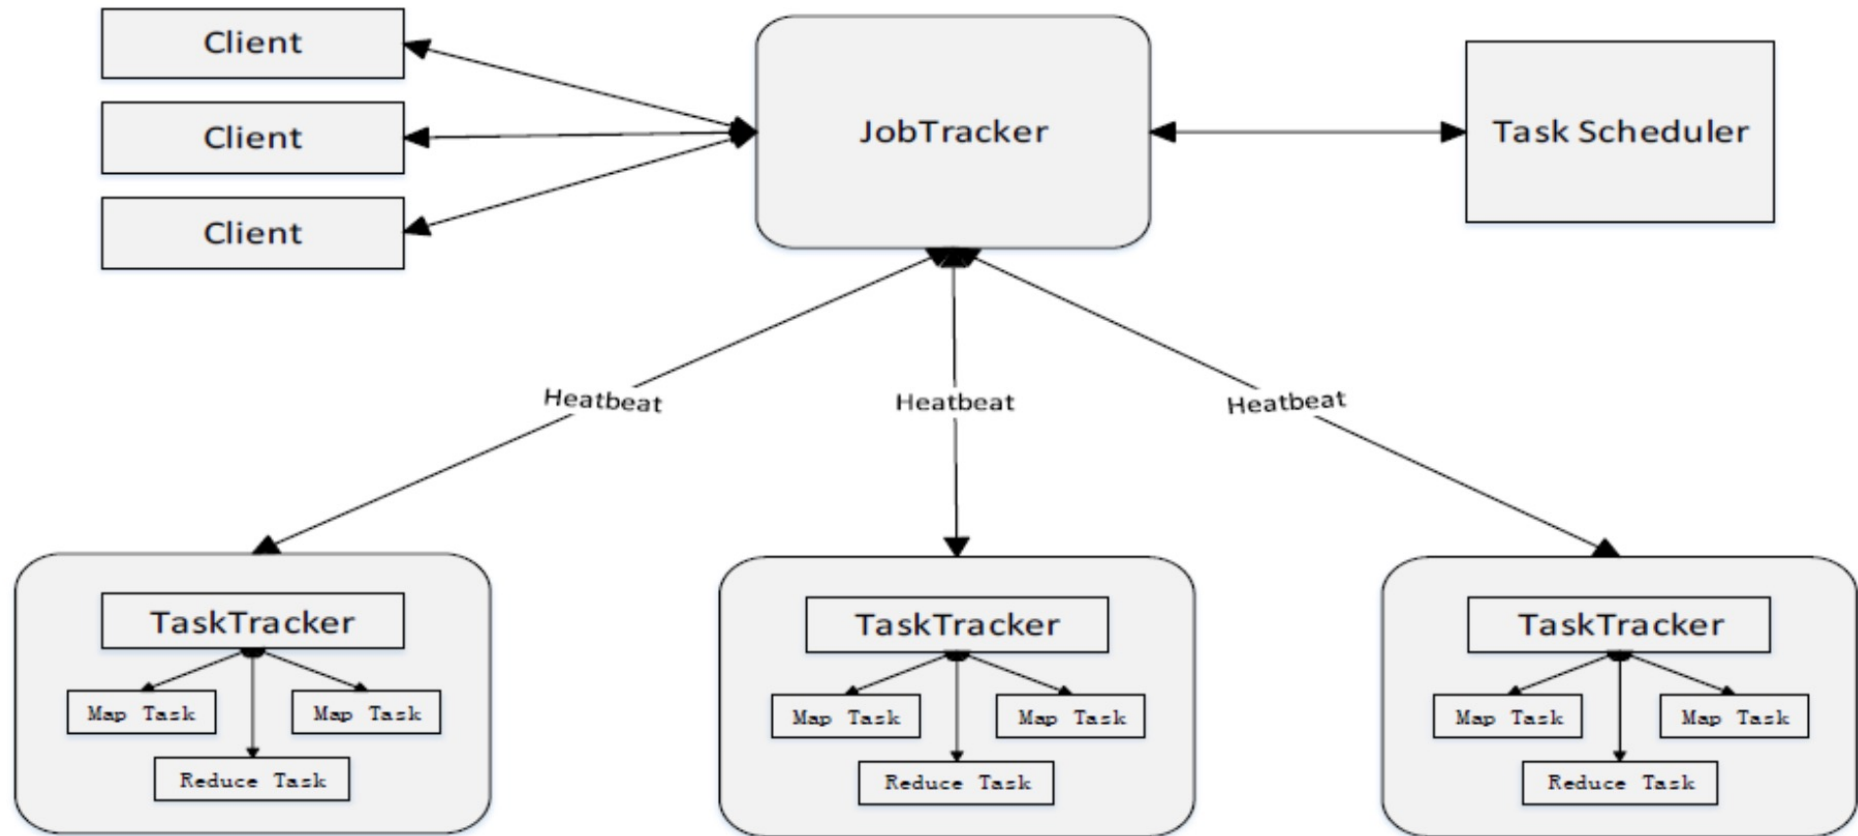 Client
Client
Client
JobTracker
Task Scheduler
Heatbeat
Heatbeat
Heatbeat
TaskTracker
Map Task
Map Task
Reduce Task
TaskTracker
Map Task
Map Task
Reduce Task
TaskTracker
Map Task
Map Task
Reduce Task